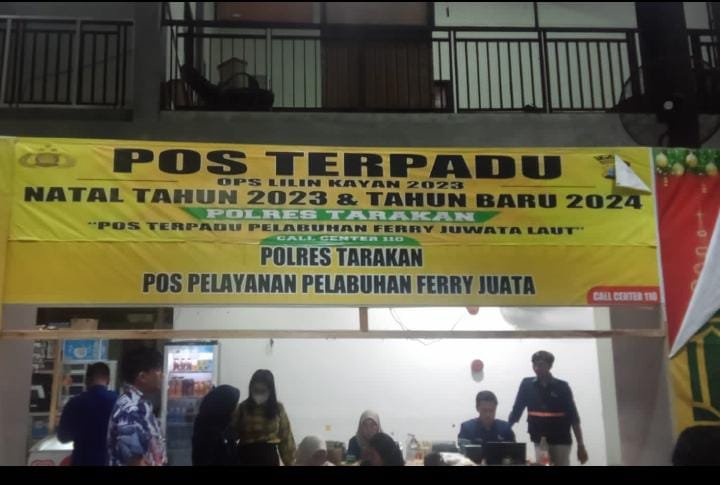 POS TERPADU
OPS LILIN KAYAN 2023
NATAL TAHUN 2023 & TAHUN BARU 2024
POLRES TARAKAN
"POS TERPADU PELABUHAN FERRY JUWATA LAUT"
CALL CENTER 110
POLRES TARAKAN
POS PELAYANAN PELABUHAN FERRY JUATA
CALL CENTER 110